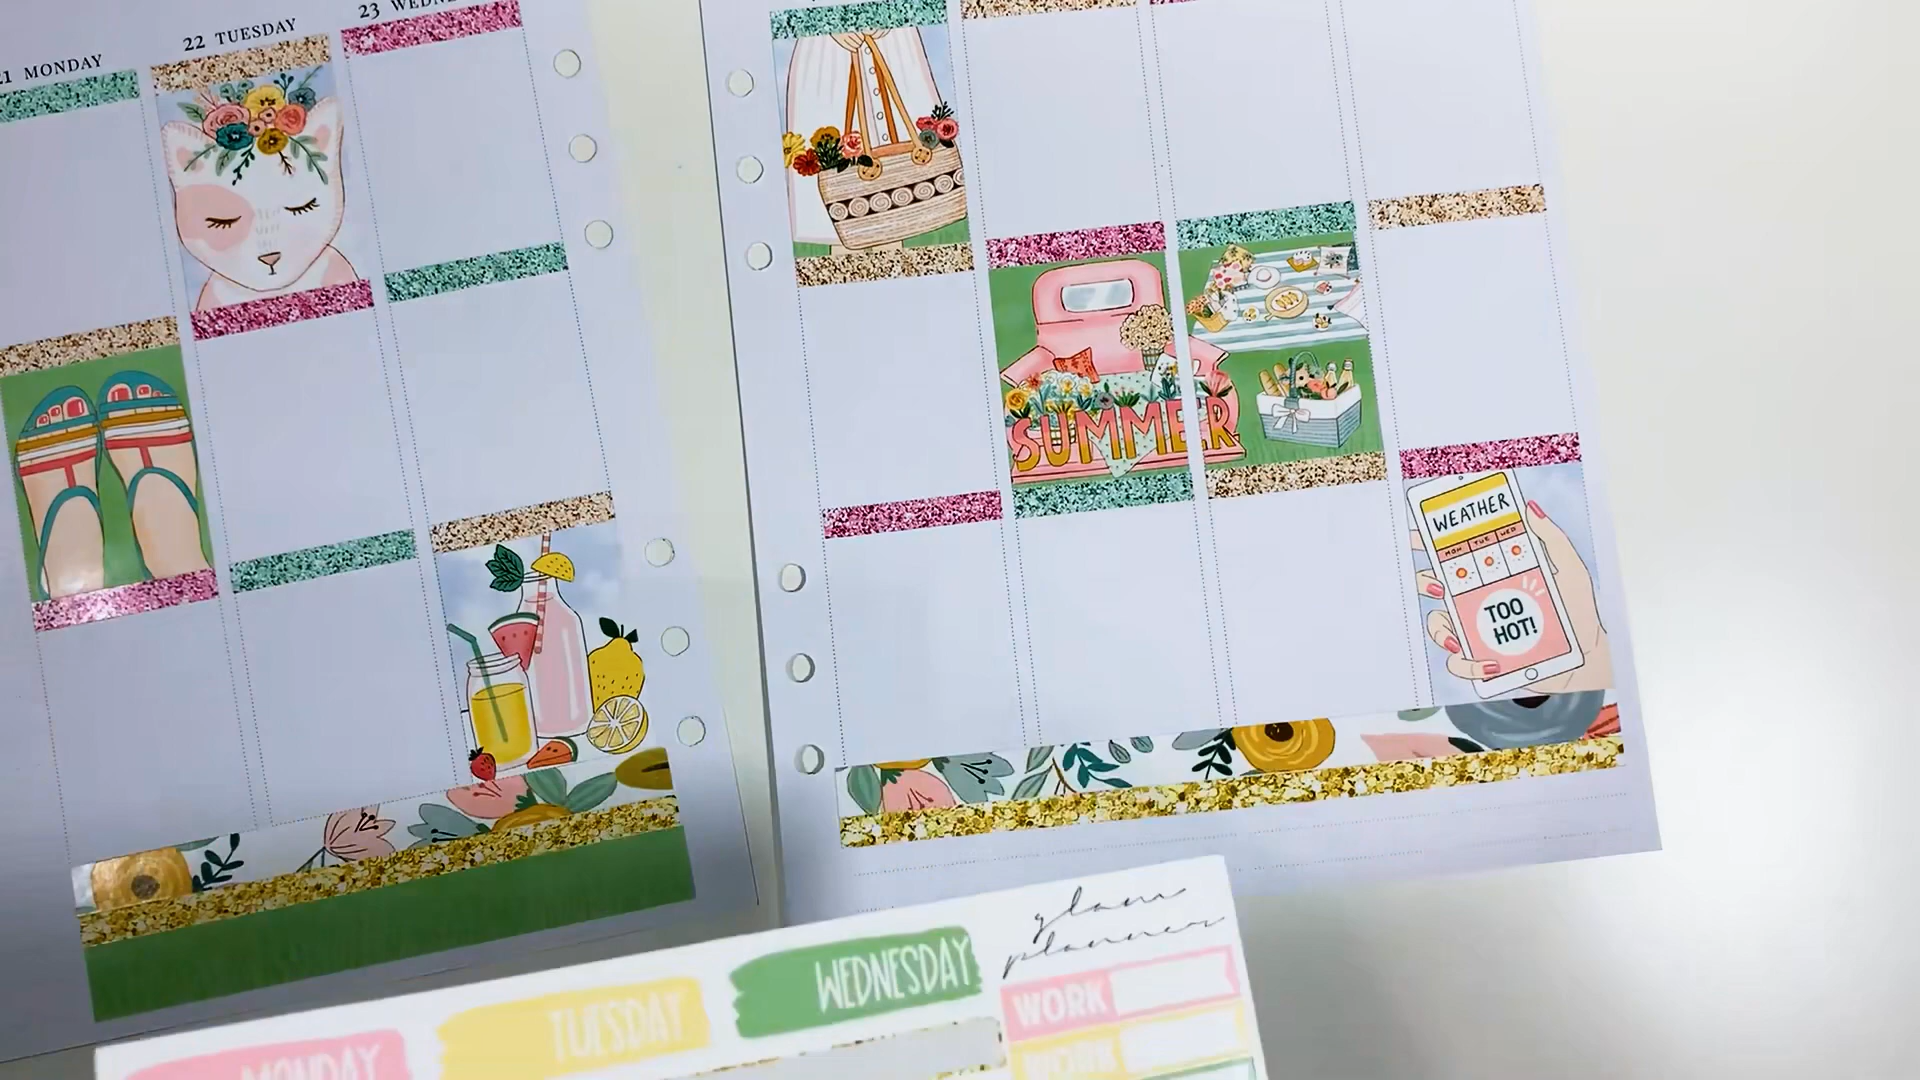 21 MONDAY
22 TUESDAY
23
SUMMER
WEATHER
MON TUE WED
TOO
HOT!
glam
planner
MONDAY
TUESDAY
WEDNESDAY
WORK
WORK